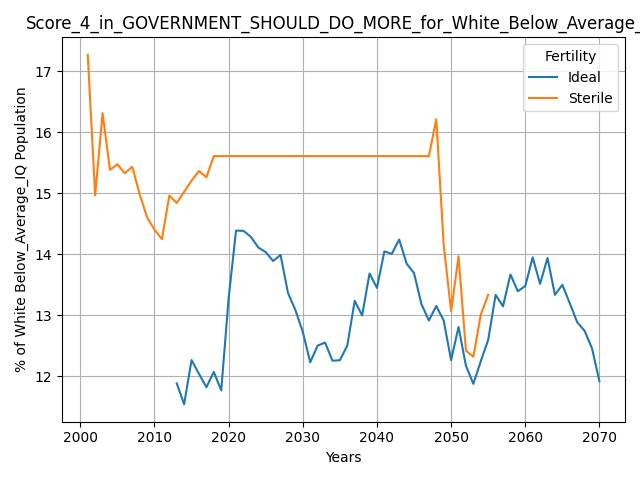 Score_4_in_GOVERNMENT_SHOULD_DO_MORE_for_White_Below_Average_
Fertility
Ideal
Sterile
% of White Below_Average_IQ Population
17
16
15
14
13
12
2000
2010
2020
2030
2040
2050
2060
2070
Years